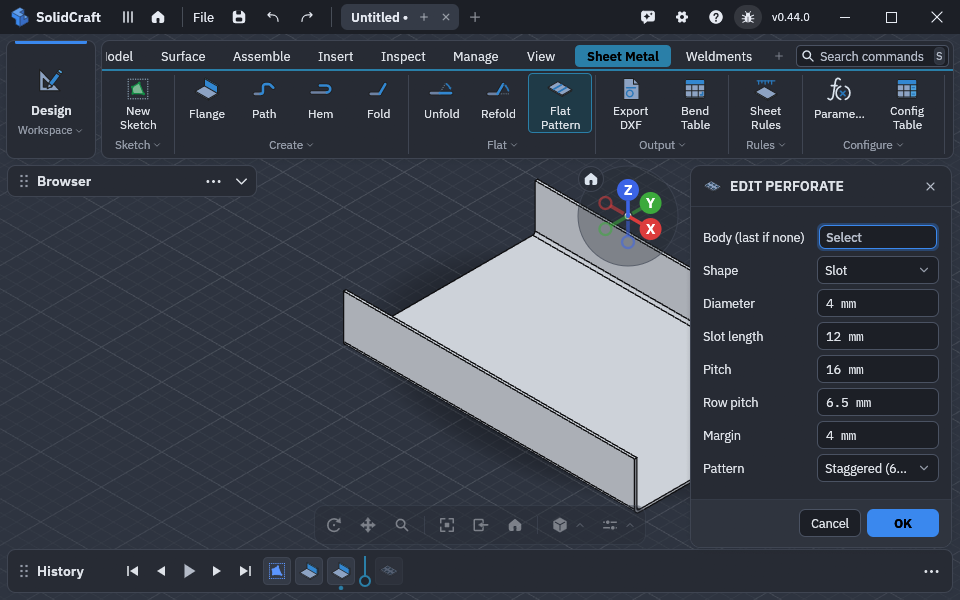 SolidCraft
File
Untitled •
v0.44.0
odel
Surface
Assemble
Insert
Inspect
Manage
View
Sheet Metal
Weldments
Search commands
S
Design
Workspace
New Sketch
Flange
Path
Hem
Fold
Unfold
Refold
Flat Pattern
Export DXF
Bend Table
Sheet Rules
Parame...
Config Table
Sketch
Create
Flat
Output
Rules
Configure
Browser
Z
Y
X
EDIT PERFORATE
Body (last if none)
Select
Shape
Slot
Diameter
4 mm
Slot length
12 mm
Pitch
16 mm
Row pitch
6.5 mm
Margin
4 mm
Pattern
Staggered (6...
Cancel
OK
History